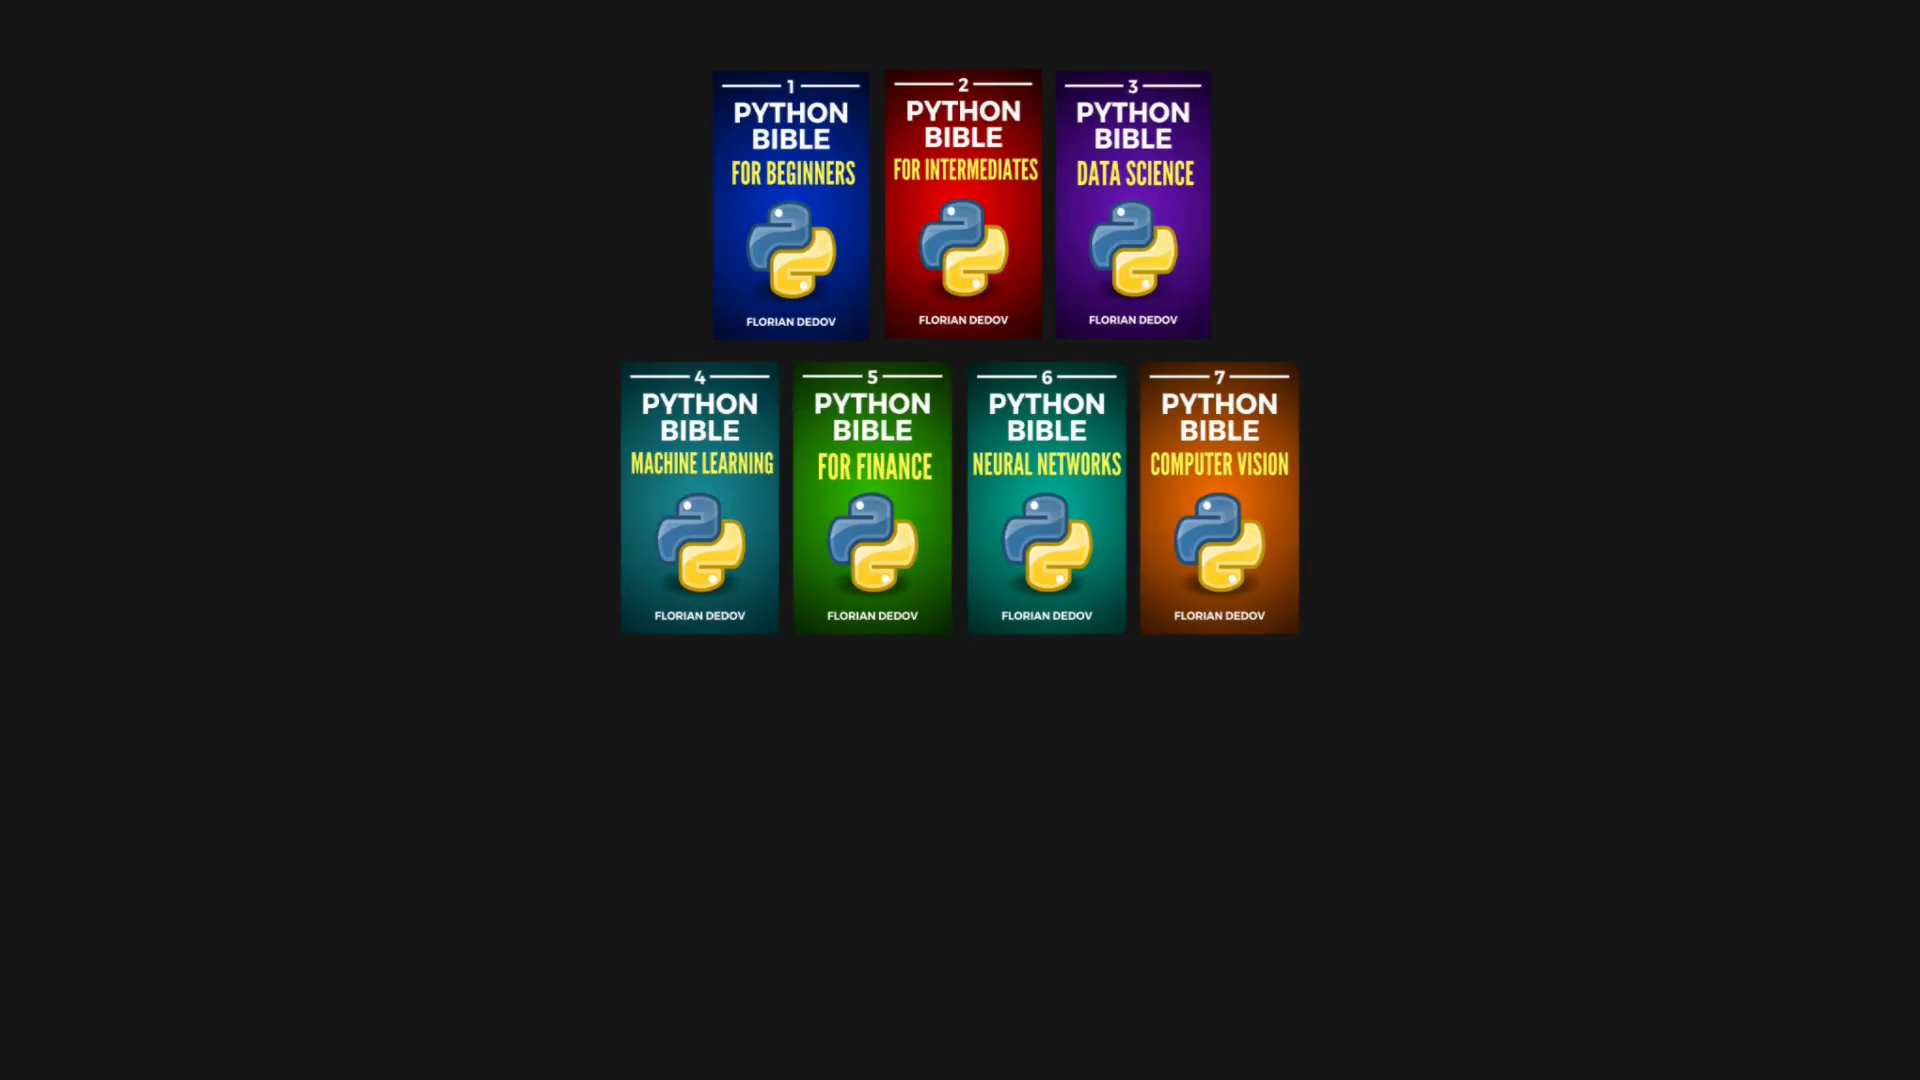 1
PYTHON
BIBLE
FOR BEGINNERS
FLORIAN DEDOV
2
PYTHON
BIBLE
FOR INTERMEDIATES
FLORIAN DEDOV
3
PYTHON
BIBLE
DATA SCIENCE
FLORIAN DEDOV
4
PYTHON
BIBLE
MACHINE LEARNING
FLORIAN DEDOV
5
PYTHON
BIBLE
FOR FINANCE
FLORIAN DEDOV
6
PYTHON
BIBLE
NEURAL NETWORKS
FLORIAN DEDOV
7
PYTHON
BIBLE
COMPUTER VISION
FLORIAN DEDOV